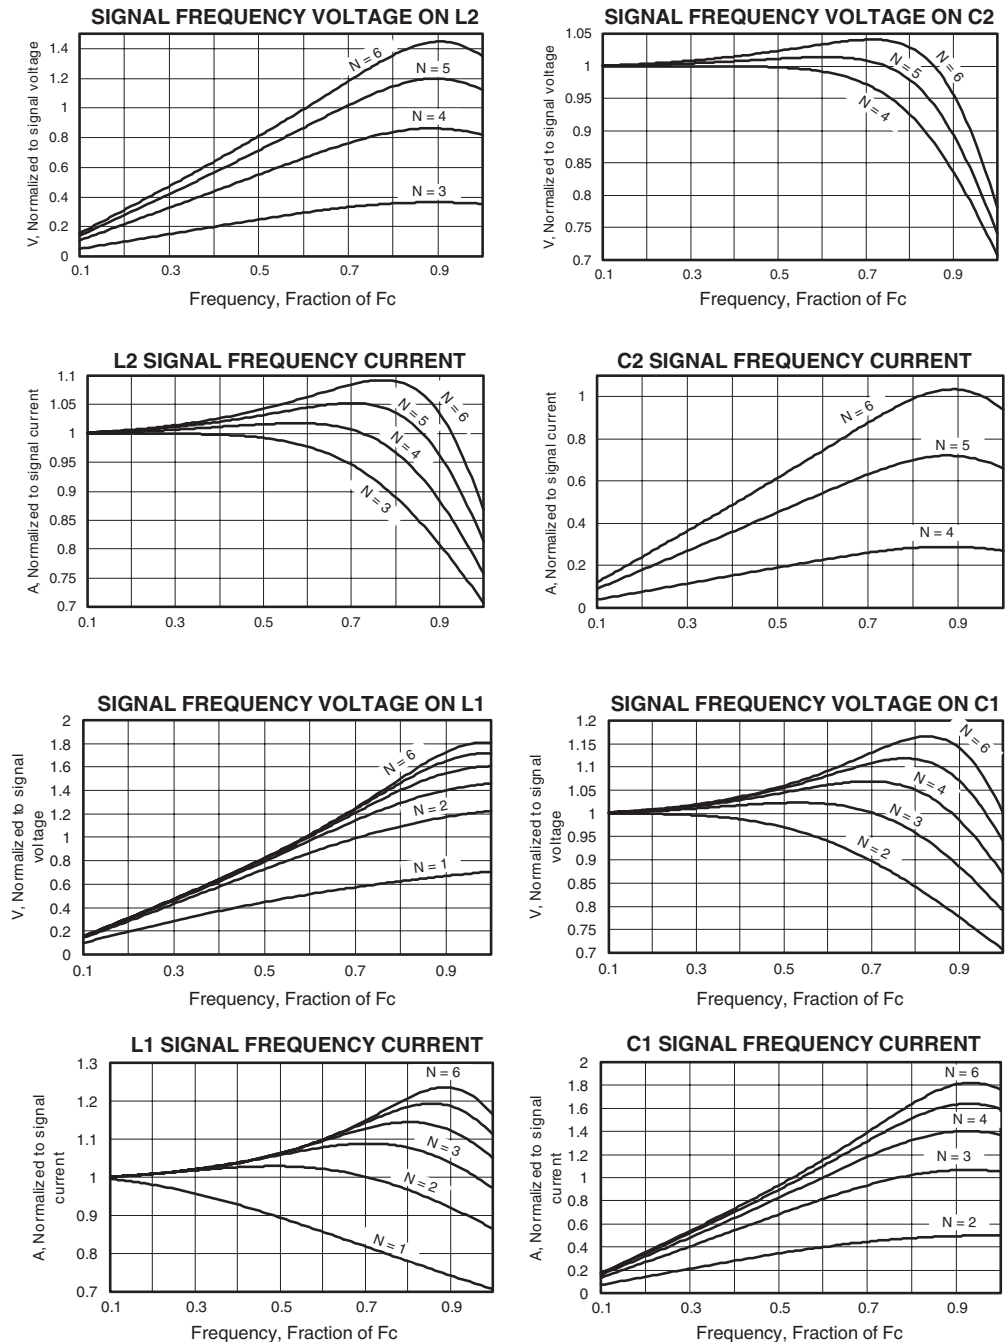 SIGNAL FREQUENCY VOLTAGE ON L2
V, Normalized to signal voltage
1.4
1.2
1
0.8
0.6
0.4
0.2
0
N = 6
N = 5
N = 4
N = 3
0.1 0.3 0.5 0.7 0.9
Frequency, Fraction of Fc
SIGNAL FREQUENCY VOLTAGE ON C2
V, Normalized to signal voltage
1.05
1
0.95
0.9
0.85
0.8
0.75
0.7
N = 6
N = 5
N = 4
0.1 0.3 0.5 0.7 0.9
Frequency, Fraction of Fc
L2 SIGNAL FREQUENCY CURRENT
A, Normalized to signal current
1.1
1.05
1
0.95
0.9
0.85
0.8
0.75
0.7
N = 6
N = 5
N = 4
N = 3
0.1 0.3 0.5 0.7 0.9
C2 SIGNAL FREQUENCY CURRENT
A, Normalized to signal current
1
0.8
0.6
0.4
0.2
0
N = 6
N = 5
N = 4
0.1 0.3 0.5 0.7 0.9
SIGNAL FREQUENCY VOLTAGE ON L1
V, Normalized to signal
voltage
2
1.8
1.6
1.4
1.2
1
0.8
0.6
0.4
0.2
0
N = 6
N = 2
N = 1
0.1 0.3 0.5 0.7 0.9
Frequency, Fraction of Fc
SIGNAL FREQUENCY VOLTAGE ON C1
V, Normalized to signal
voltage
1.2
1.15
1.1
1.05
1
0.95
0.9
0.85
0.8
0.75
0.7
N = 6
N = 4
N = 3
N = 2
0.1 0.3 0.5 0.7 0.9
Frequency, Fraction of Fc
L1 SIGNAL FREQUENCY CURRENT
A, Normalized to signal
current
1.3
1.2
1.1
1
0.9
0.8
0.7
N = 6
N = 3
N = 2
N = 1
0.1 0.3 0.5 0.7 0.9
Frequency, Fraction of Fc
C1 SIGNAL FREQUENCY CURRENT
A, Normalized to signal
current
2
1.8
1.6
1.4
1.2
1
0.8
0.6
0.4
0.2
0
N = 6
N = 4
N = 3
N = 2
0.1 0.3 0.5 0.7 0.9
Frequency, Fraction of Fc